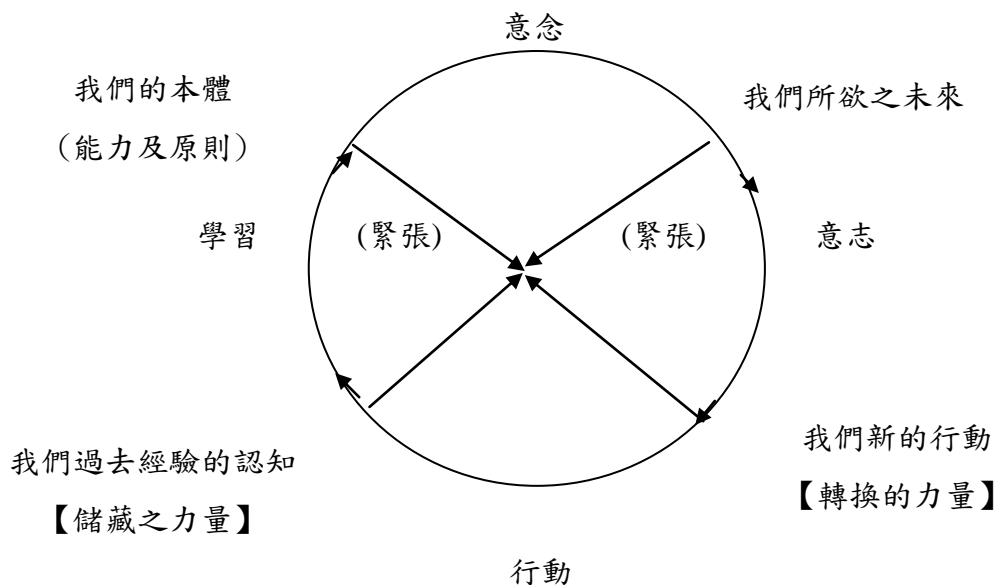 意念
我們的本體
（能力及原則）
我們所欲之未來
學習
(緊張)
(緊張)
意志
我們過去經驗的認知
【儲藏之力量】
我們新的行動
【轉換的力量】
行動